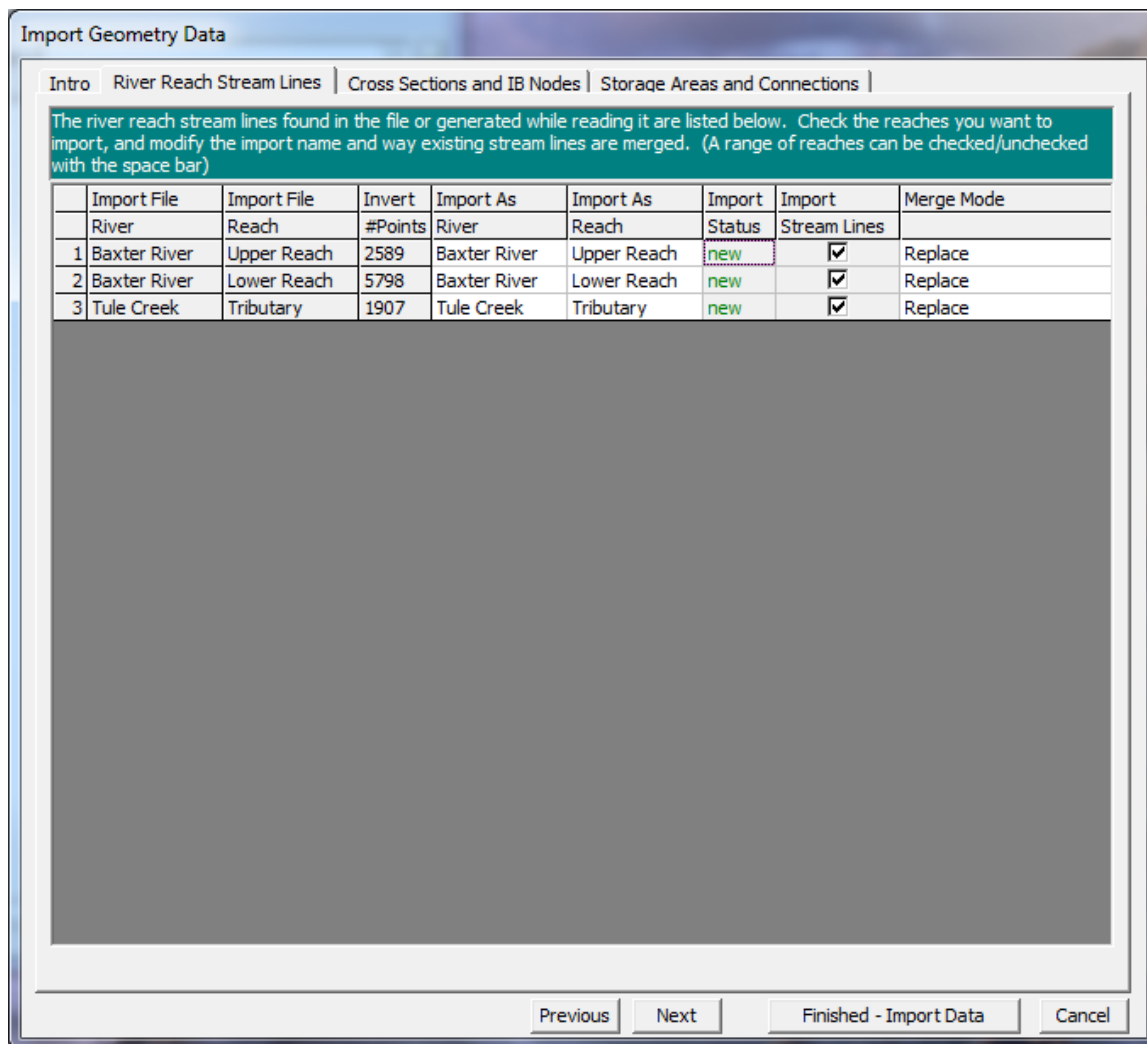 Import Geometry Data
Intro River Reach Stream Lines Cross Sections and IB Nodes Storage Areas and Connections
The river reach stream lines found in the file or generated while reading it are listed below. Check the reaches you want to
import, and modify the import name and way existing stream lines are merged. (A range of reaches can be checked/unchecked
with the space bar)
Import File Import File Invert Import As Import As Import Import Merge Mode
River Reach #Points River Reach Status Stream Lines
1 Baxter River Upper Reach 2589 Baxter River Upper Reach new Replace
2 Baxter River Lower Reach 5798 Baxter River Lower Reach new Replace
3 Tule Creek Tributary 1907 Tule Creek Tributary new Replace
Previous Next Finished - Import Data Cancel